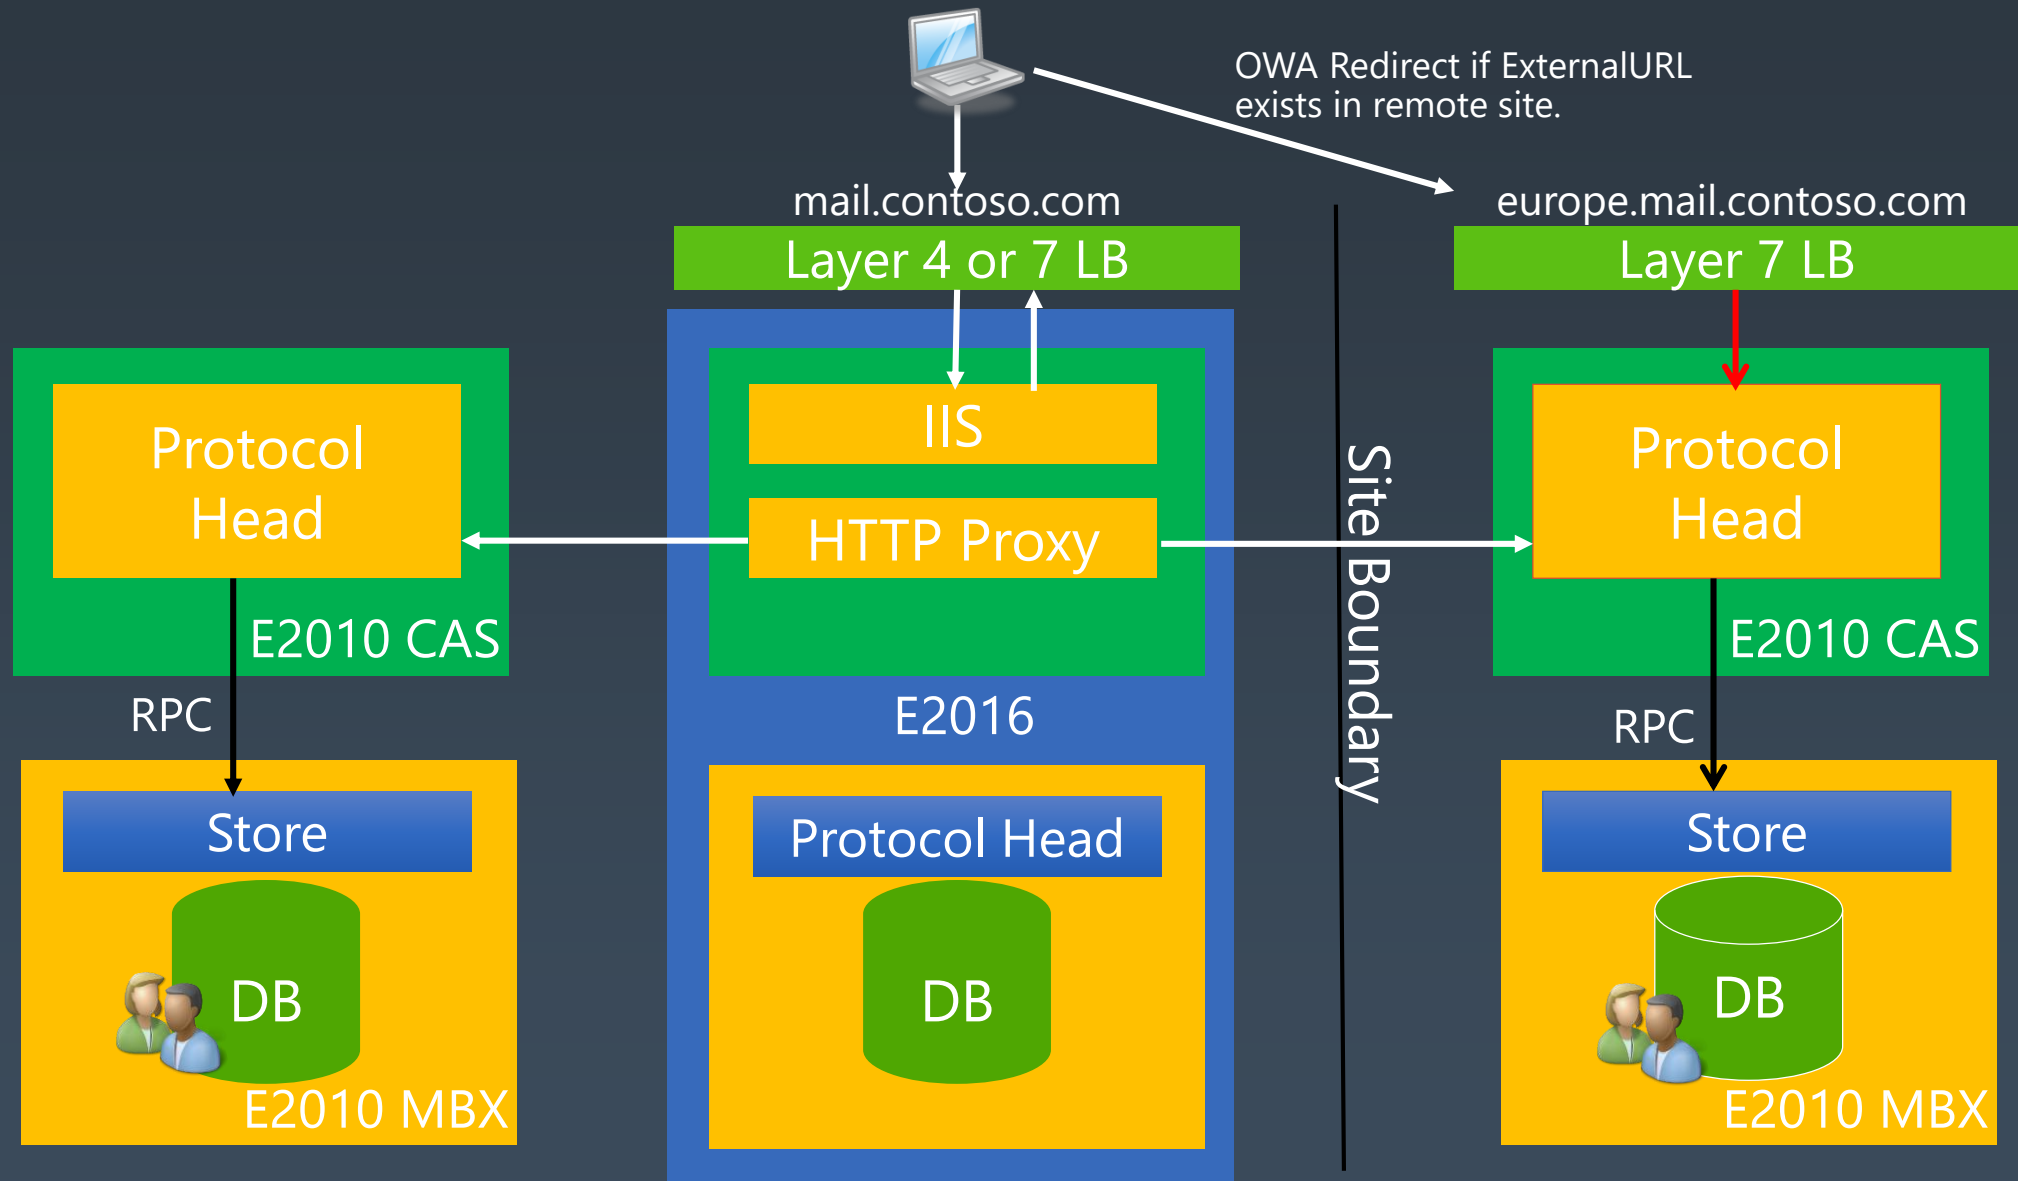 OWA Redirect if ExternalURL
exists in remote site.
mail.contoso.com
europe.mail.contoso.com
Layer 4 or 7 LB
Layer 7 LB
Protocol
Head
E2010 CAS
RPC
Store
DB
E2010 MBX
IIS
HTTP Proxy
E2016
Protocol Head
DB
Site Boundary
Protocol
Head
E2010 CAS
RPC
Store
DB
E2010 MBX